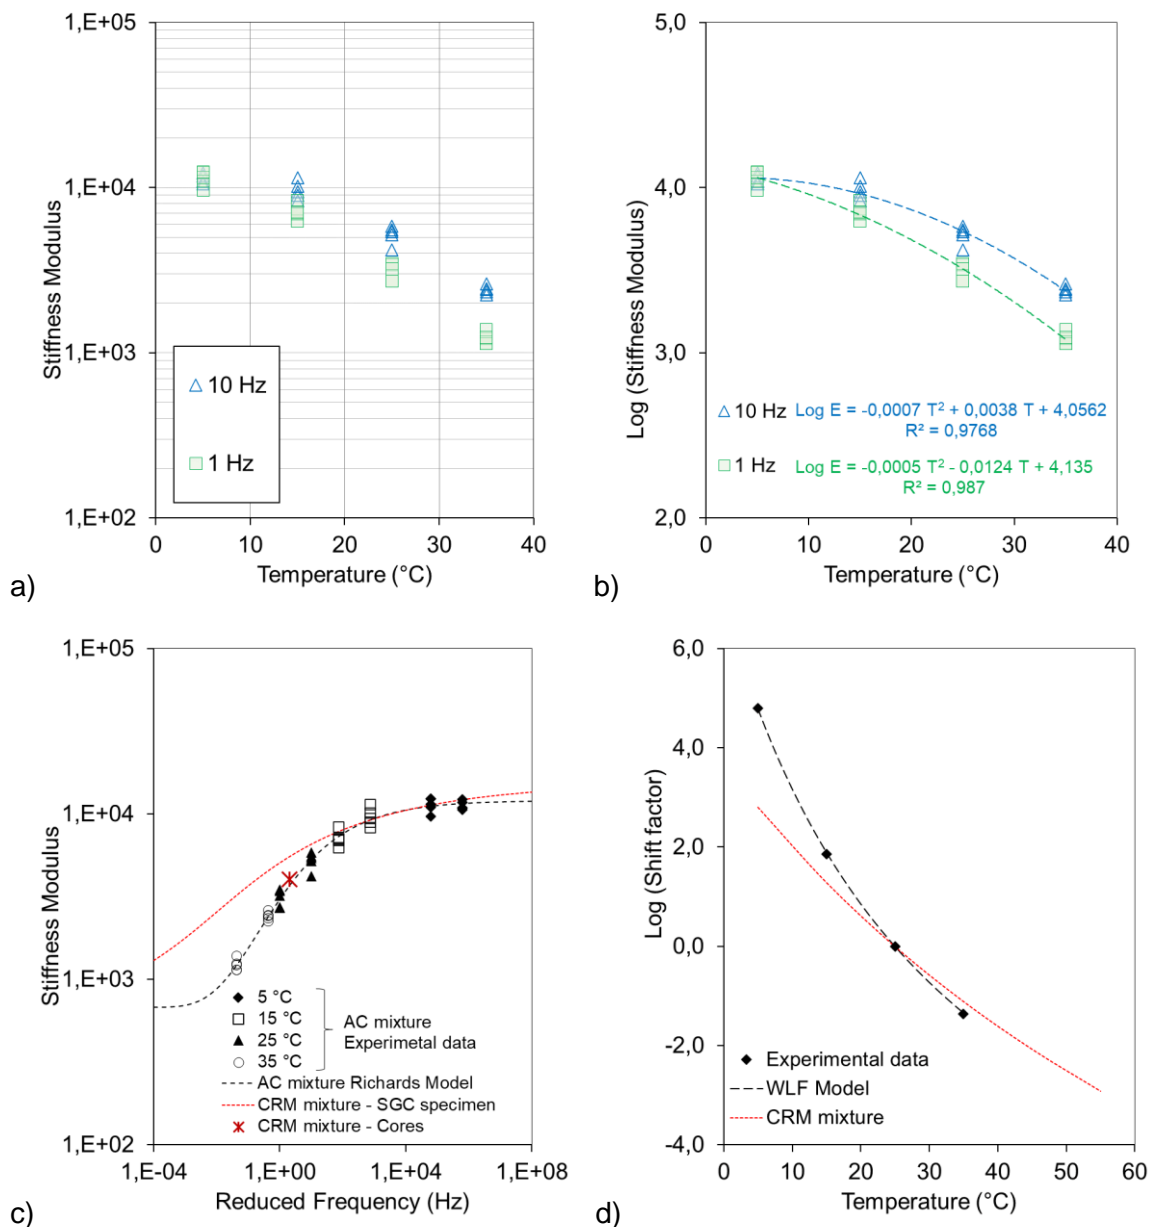 1,E+05
1,E+04
1,E+03
1,E+02
Stiffness Modulus
10 Hz
1 Hz
0 10 20 30 40
Temperature (°C)
a)
5,0
4,0
3,0
2,0
Log (Stiffness Modulus)
10 Hz Log E = -0,0007 T² + 0,0038 T + 4,0562
R² = 0,9768
1 Hz Log E = -0,0005 T² - 0,0124 T + 4,135
R² = 0,987
0 10 20 30 40
Temperature (°C)
b)
1,E+05
1,E+04
1,E+03
1,E+02
Stiffness Modulus
5 °C
15 °C
25 °C
35 °C
AC mixture
Experimetal data
AC mixture Richards Model
CRM mixture - SGC specimen
CRM mixture - Cores
1,E-04 1,E+00 1,E+04 1,E+08
Reduced Frequency (Hz)
c)
6,0
4,0
2,0
0,0
-2,0
-4,0
Log (Shift factor)
Experimental data
WLF Model
CRM mixture
0 10 20 30 40 50 60
Temperature (°C)
d)